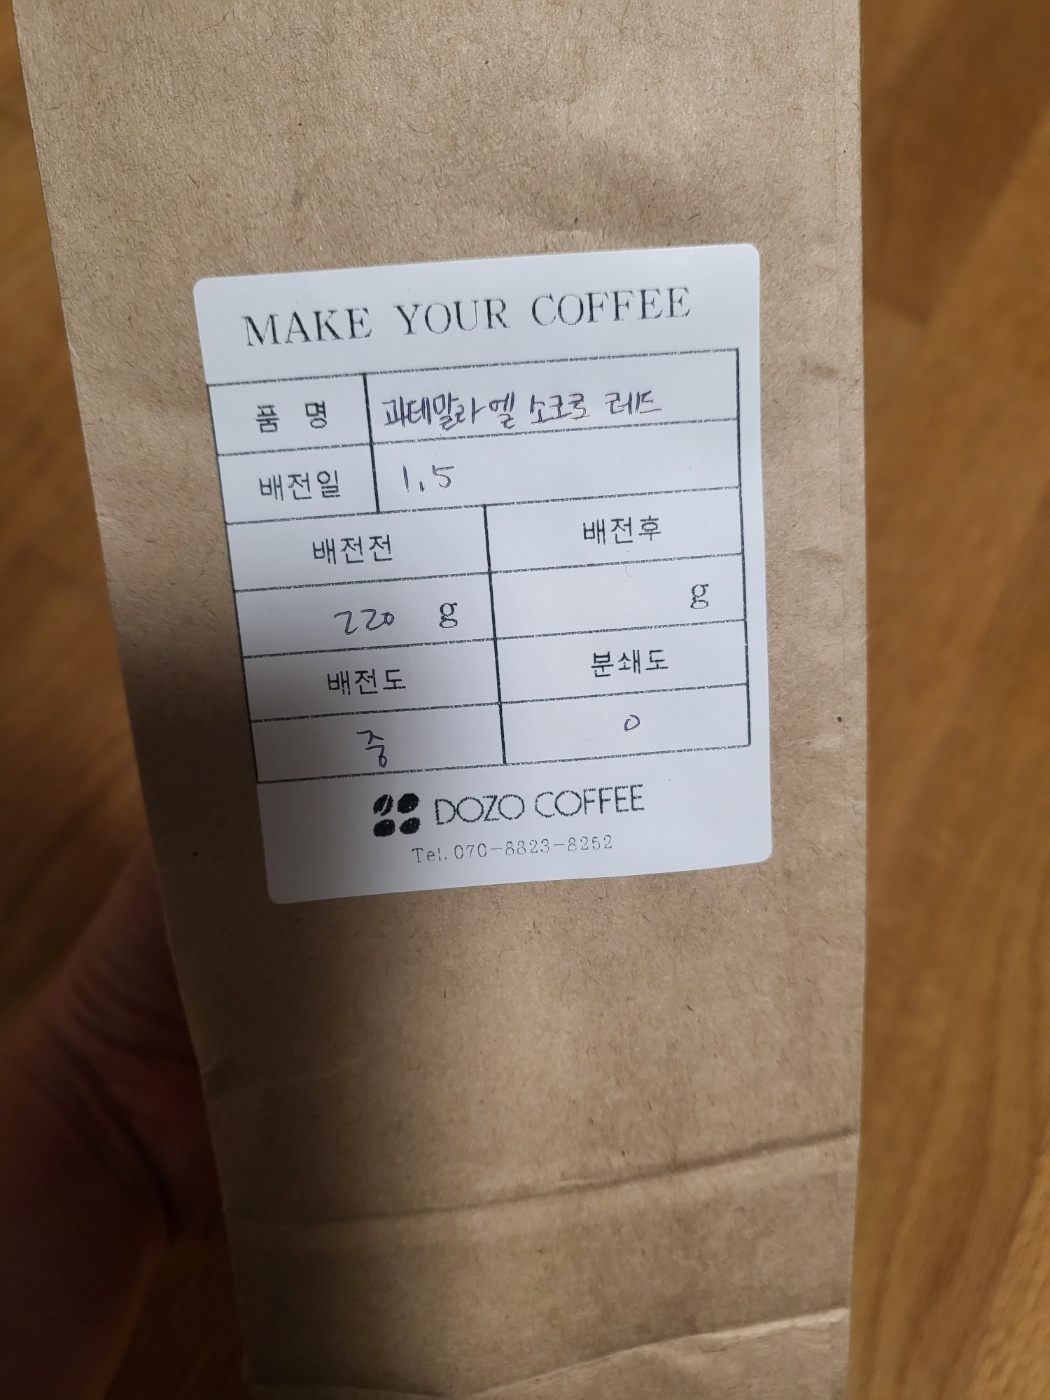 MAKE YOUR COFFEE
품 명 과테말라 엘 소코로 레드
배전일 1.5
배전전 배전후
220 g g
배전도 분쇄도
중 0
DOZO COFFEE
Tel. 070-8823-8252